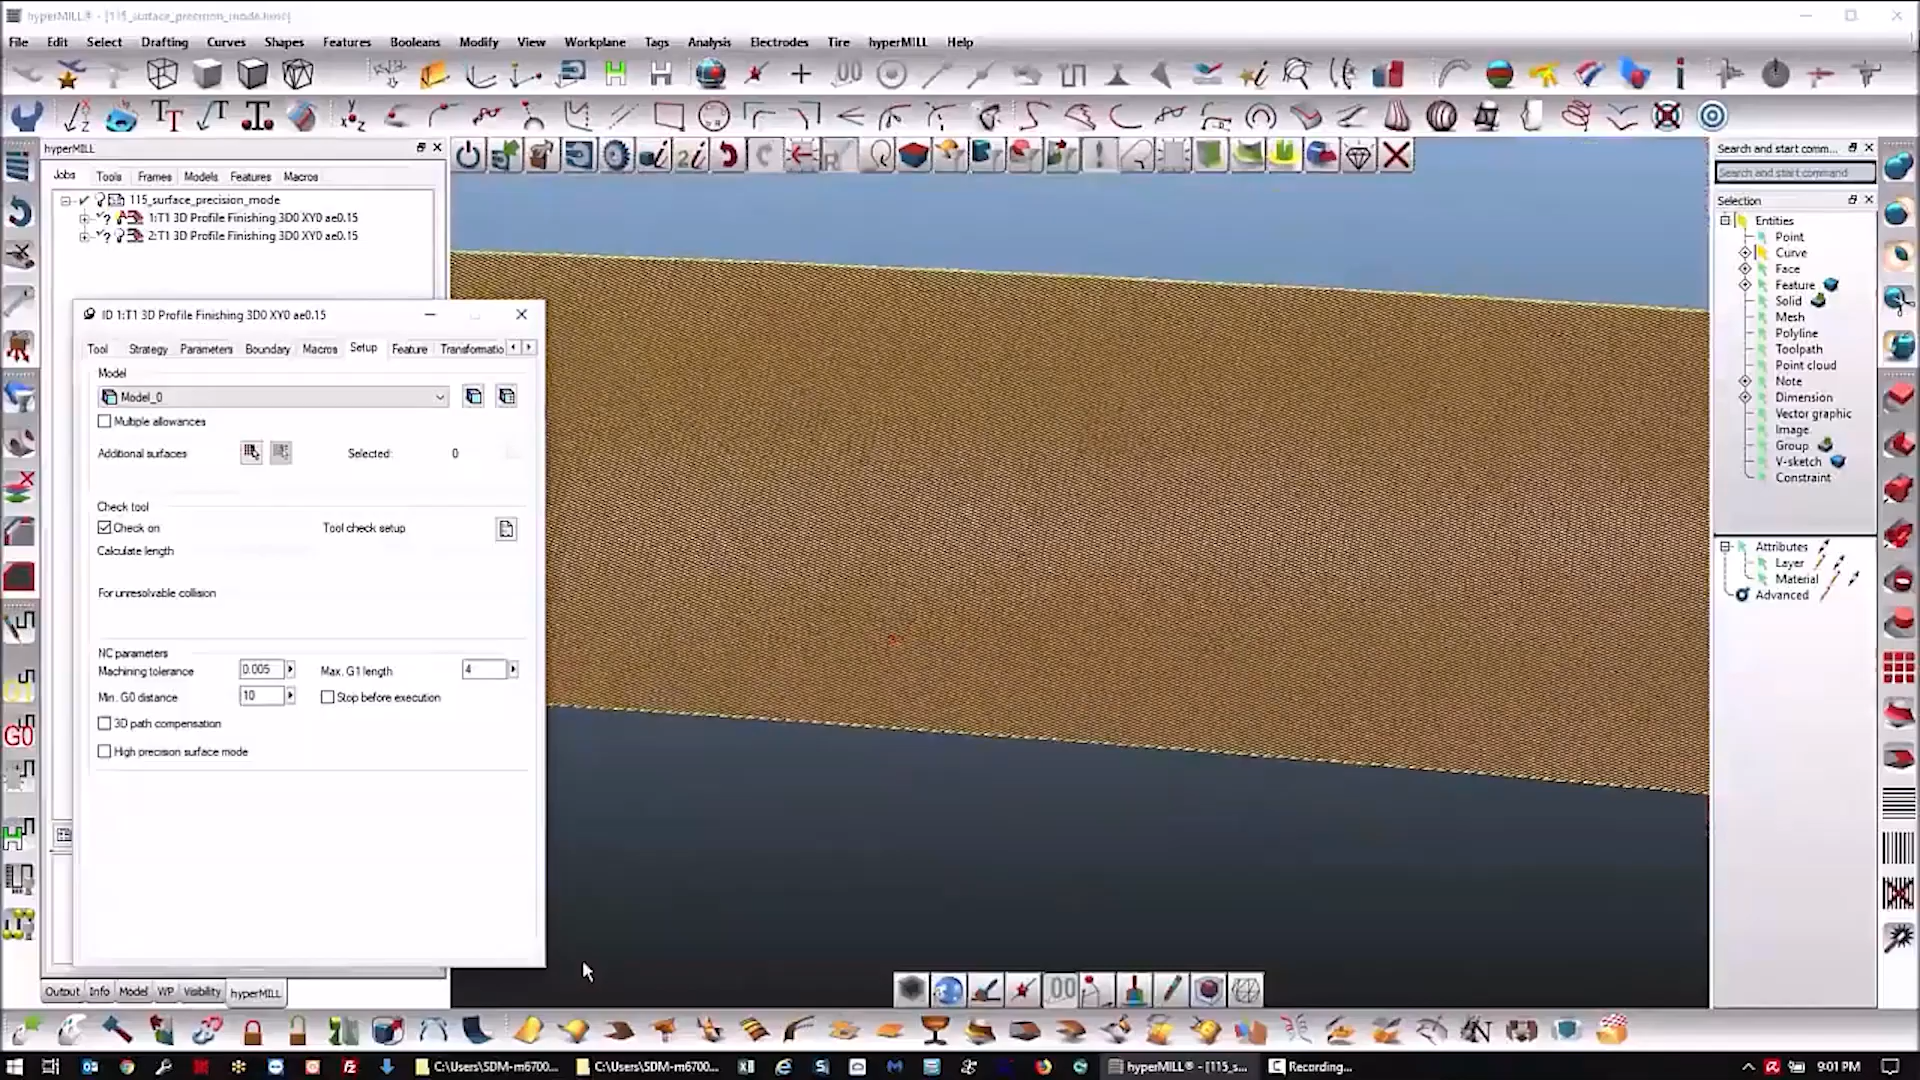 hyperMILL® - [115_surface_precision_mode.hmc]
File Edit Select Drafting Curves Shapes Features Booleans Modify View Workplane Tags Analysis Electrodes Tire hyperMILL Help
hyperMILL
Jobs Tools Frames Models Features Macros
115_surface_precision_mode
1:T1 3D Profile Finishing 3D0 XY0 ae0.15
2:T1 3D Profile Finishing 3D0 XY0 ae0.15
ID 1:T1 3D Profile Finishing 3D0 XY0 ae0.15
Tool Strategy Parameters Boundary Macros Setup Feature Transformatio
Model
Model_0
Multiple allowances
Additional surfaces Selected: 0
Check tool
Check on Tool check setup
Calculate length
For unresolvable collision
NC parameters
Machining tolerance 0.005 Max. G1 length 4
Min. G0 distance 10 Stop before execution
3D path compensation
High precision surface mode
Output Info Model WP Visibility hyperMILL
Search and start comm...
Search and start command
Selection
Entities
Point
Curve
Face
Feature
Solid
Mesh
Polyline
Toolpath
Point cloud
Note
Dimension
Vector graphic
Image
Group
V-sketch
Constraint
Attributes
Layer
Material
Advanced
G0
C:\Users\SDM-m6700... C:\Users\SDM-m6700... hyperMILL® - [115_s... Recording... 9:01 PM